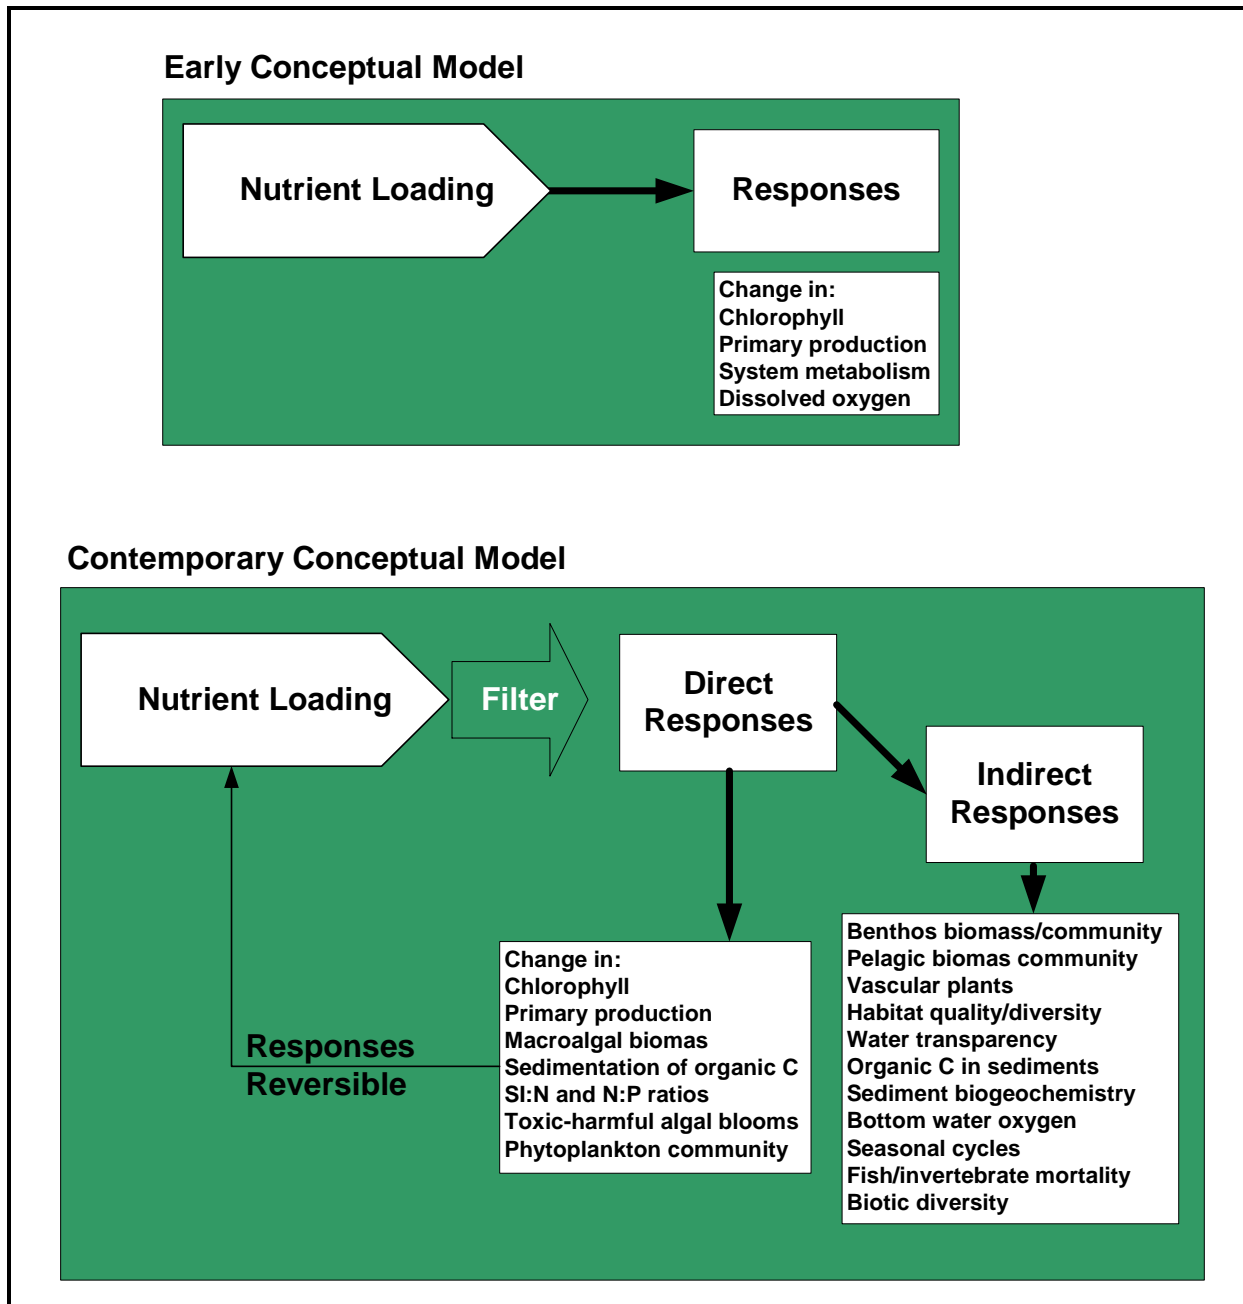 Early Conceptual Model
Nutrient Loading
Responses
Change in:
Chlorophyll
Primary production
System metabolism
Dissolved oxygen
Contemporary Conceptual Model
Nutrient Loading
Filter
Direct
Responses
Indirect
Responses
Change in:
Chlorophyll
Primary production
Macroalgal biomas
Sedimentation of organic C
SI:N and N:P ratios
Toxic-harmful algal blooms
Phytoplankton community
Responses
Reversible
Benthos biomass/community
Pelagic biomas community
Vascular plants
Habitat quality/diversity
Water transparency
Organic C in sediments
Sediment biogeochemistry
Bottom water oxygen
Seasonal cycles
Fish/invertebrate mortality
Biotic diversity